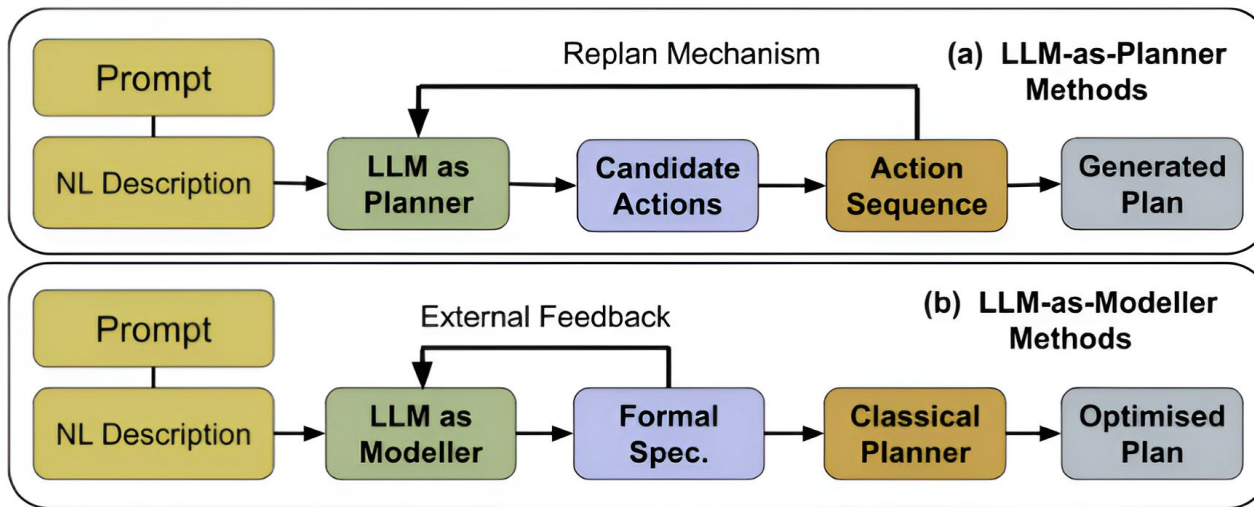 Replan Mechanism
(a) LLM-as-Planner
Methods
Prompt
NL Description
LLM as
Planner
Candidate
Actions
Action
Sequence
Generated
Plan
External Feedback
(b) LLM-as-Modeller
Methods
Prompt
NL Description
LLM as
Modeller
Formal
Spec.
Classical
Planner
Optimised
Plan